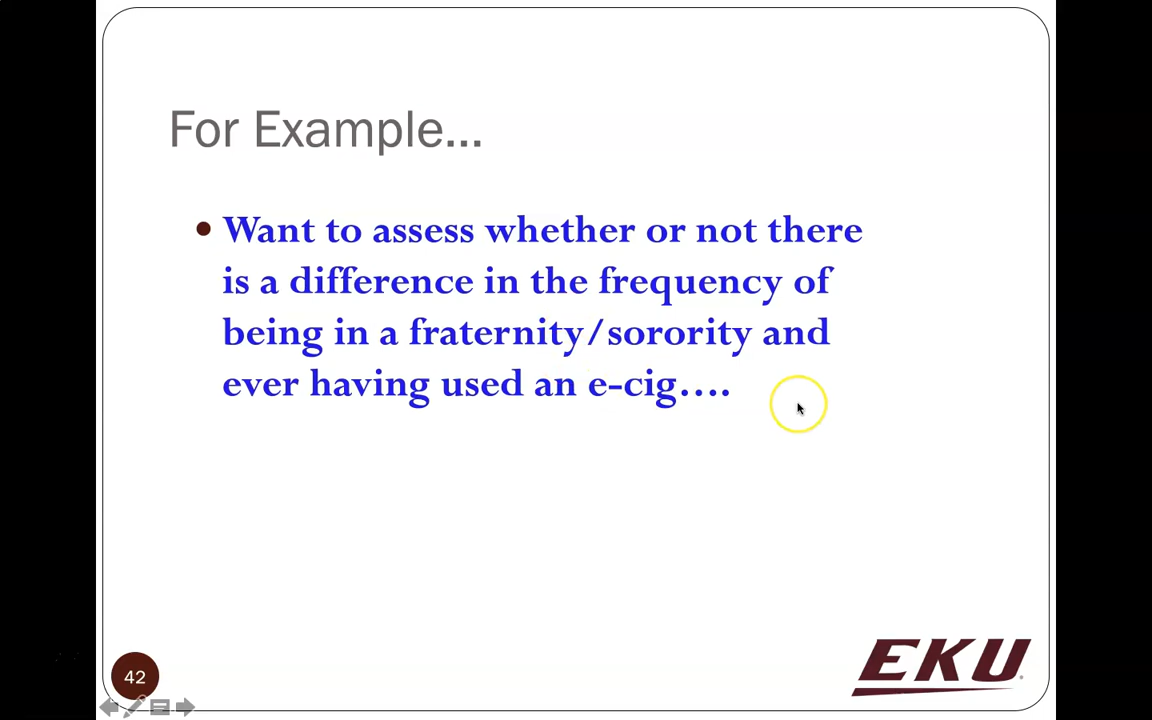 For Example...
• Want to assess whether or not there
is a difference in the frequency of
being in a fraternity/sorority and
ever having used an e-cig….
EKU
42